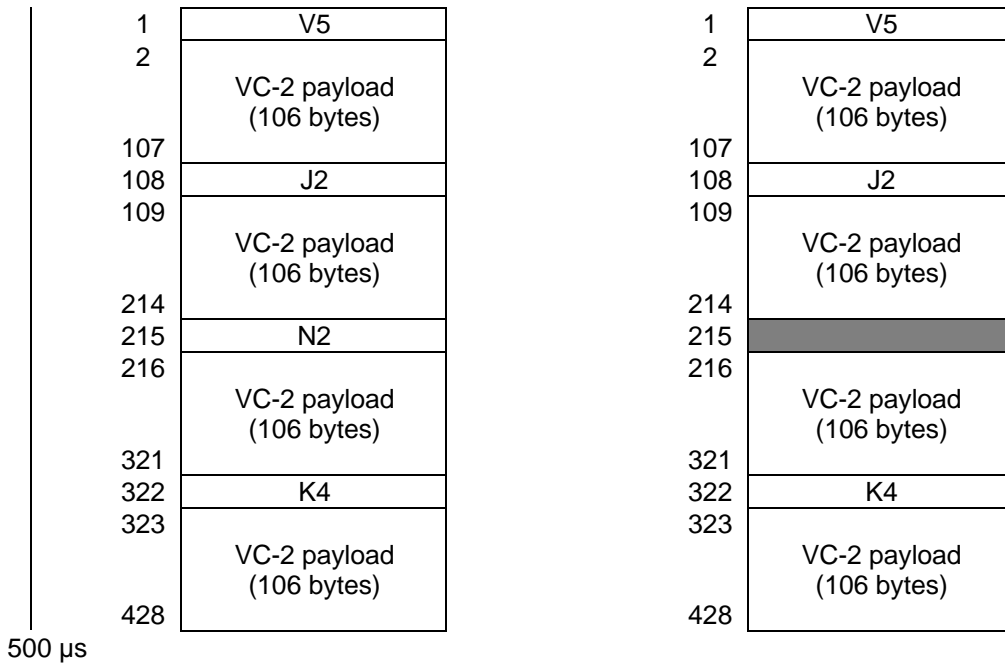 1 V5
2
VC-2 payload
(106 bytes)
107
108 J2
109
VC-2 payload
(106 bytes)
214
215 N2
216
VC-2 payload
(106 bytes)
321
322 K4
323
VC-2 payload
(106 bytes)
428
500 µs
1 V5
2
VC-2 payload
(106 bytes)
107
108 J2
109
VC-2 payload
(106 bytes)
214
215
216
VC-2 payload
(106 bytes)
321
322 K4
323
VC-2 payload
(106 bytes)
428